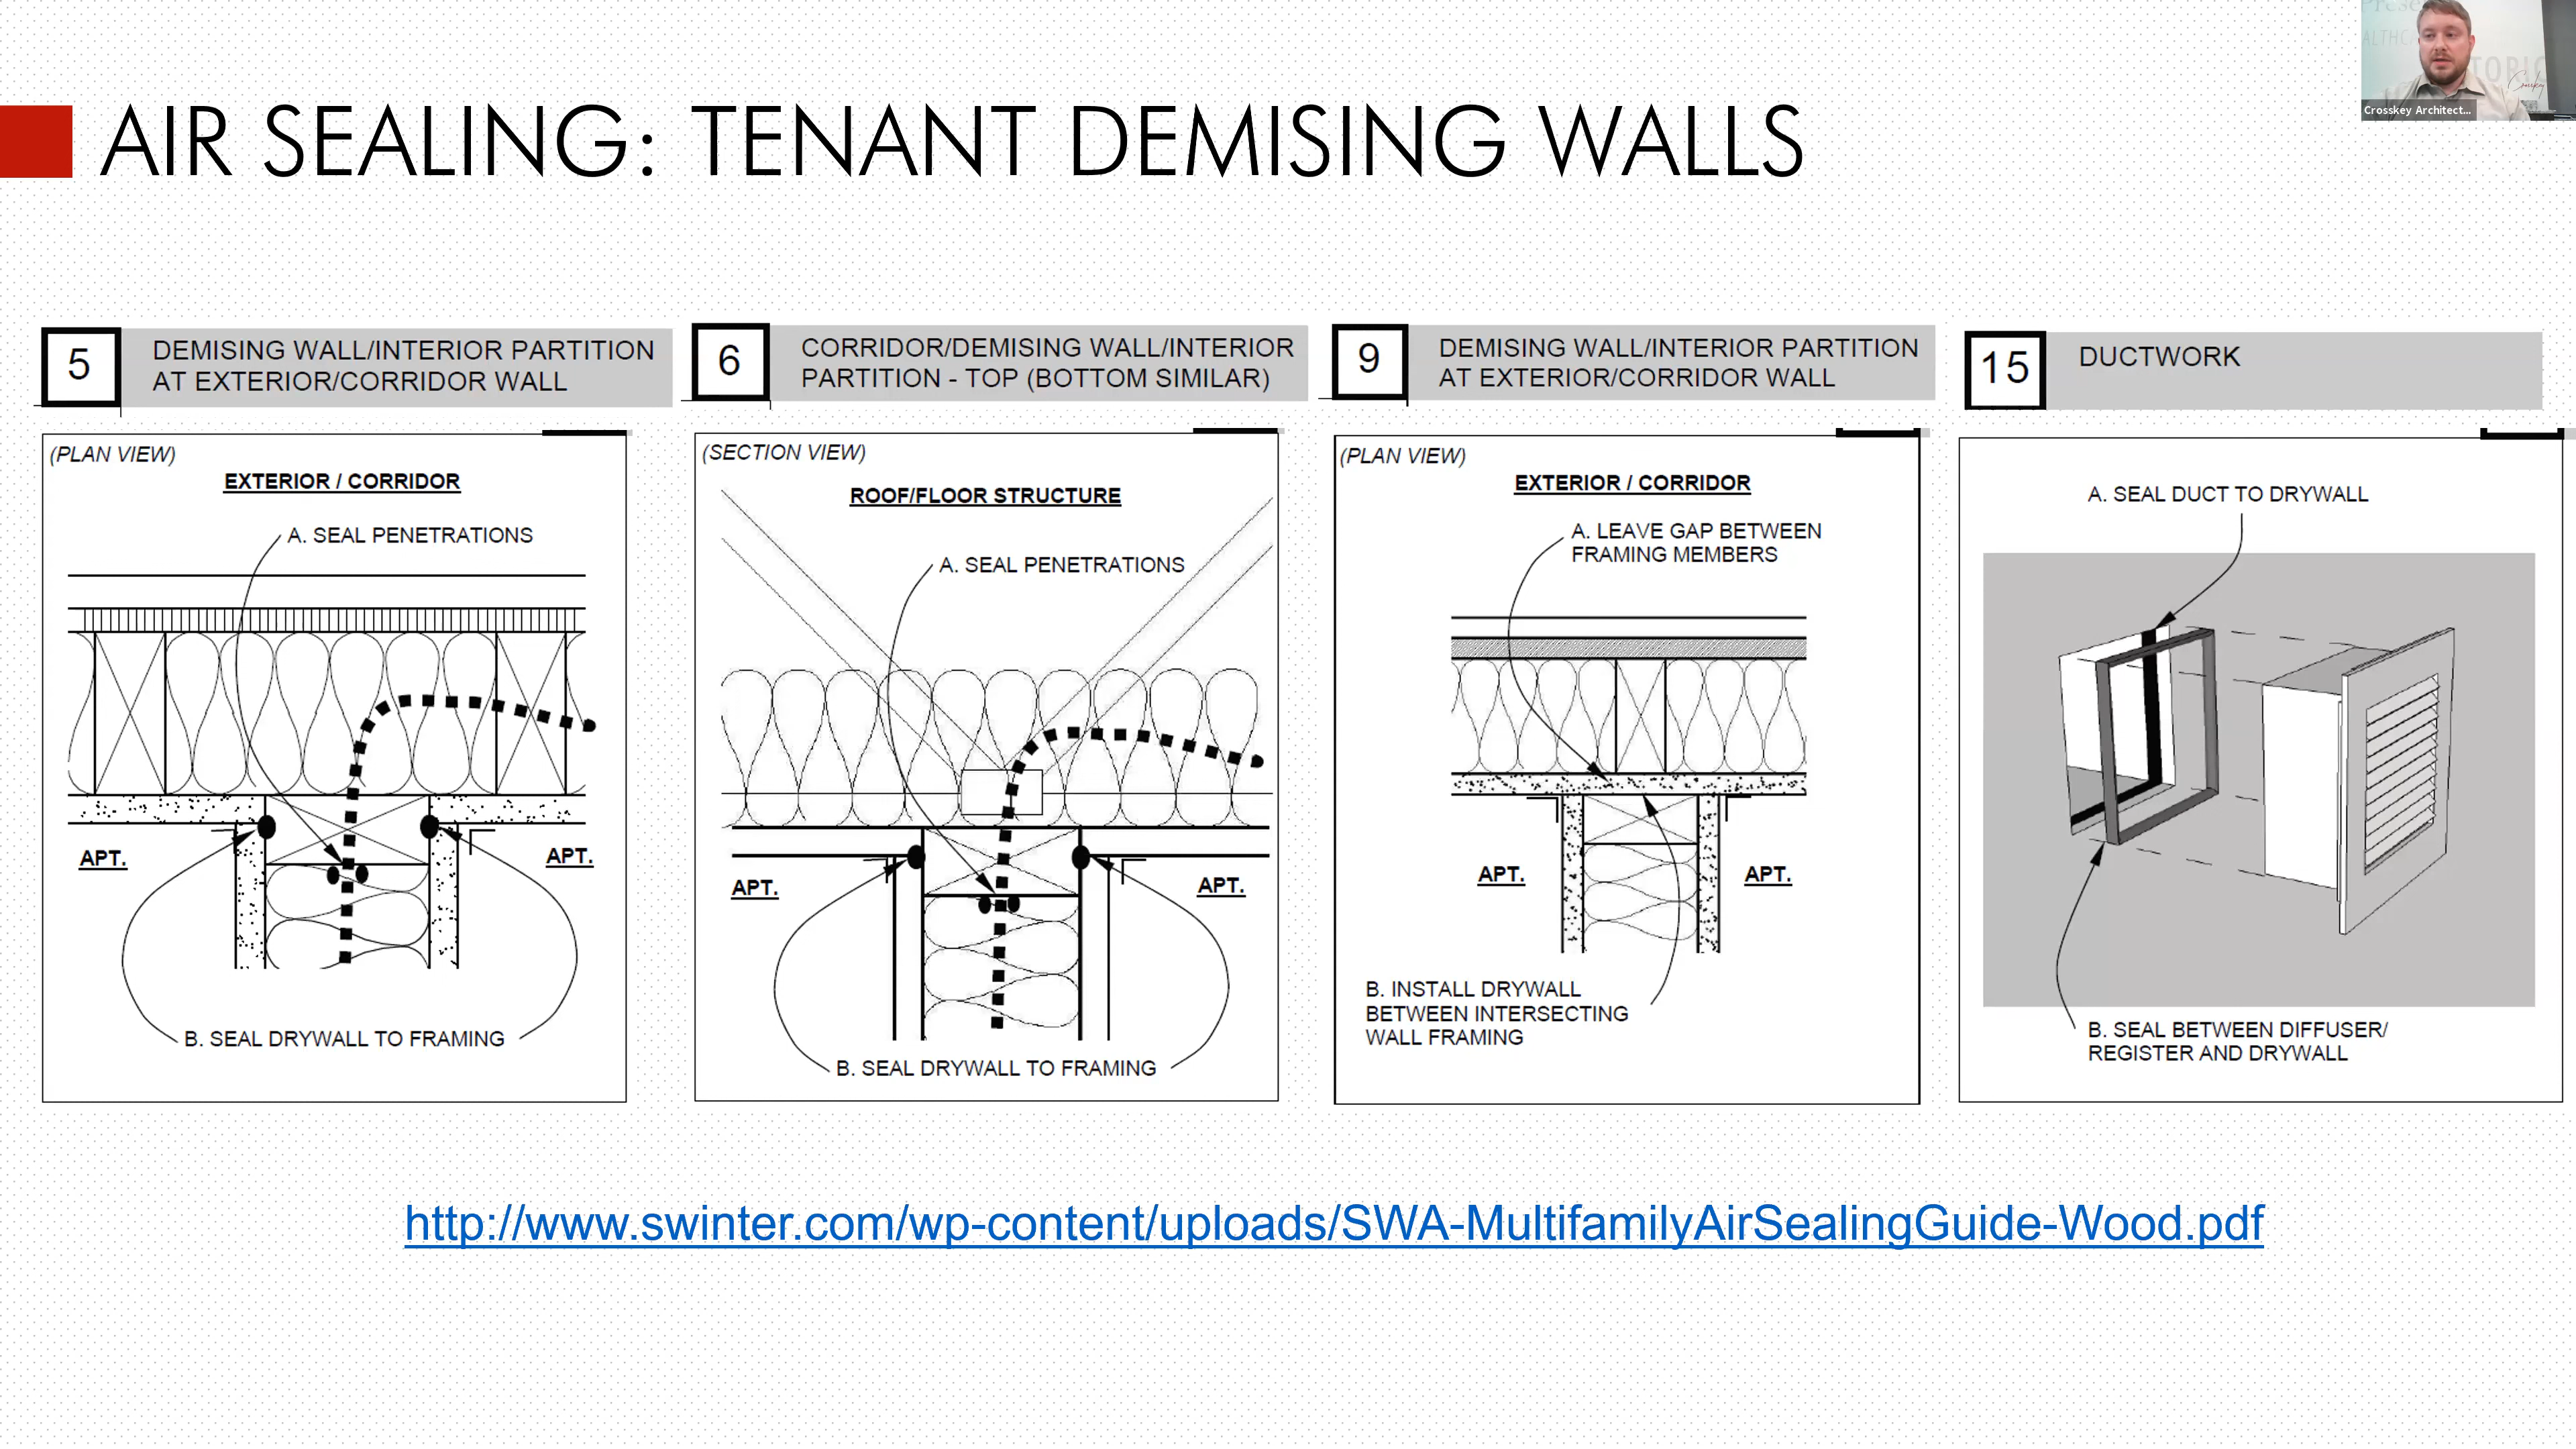 AIR SEALING: TENANT DEMISING WALLS
Crosskey Architect...
5
DEMISING WALL/INTERIOR PARTITION
AT EXTERIOR/CORRIDOR WALL
(PLAN VIEW)
EXTERIOR / CORRIDOR
A. SEAL PENETRATIONS
APT.
APT.
B. SEAL DRYWALL TO FRAMING
6
CORRIDOR/DEMISING WALL/INTERIOR
PARTITION - TOP (BOTTOM SIMILAR)
(SECTION VIEW)
ROOF/FLOOR STRUCTURE
A. SEAL PENETRATIONS
APT.
APT.
B. SEAL DRYWALL TO FRAMING
9
DEMISING WALL/INTERIOR PARTITION
AT EXTERIOR/CORRIDOR WALL
(PLAN VIEW)
EXTERIOR / CORRIDOR
A. LEAVE GAP BETWEEN
FRAMING MEMBERS
APT.
APT.
B. INSTALL DRYWALL
BETWEEN INTERSECTING
WALL FRAMING
15
DUCTWORK
A. SEAL DUCT TO DRYWALL
B. SEAL BETWEEN DIFFUSER/
REGISTER AND DRYWALL
http://www.swinter.com/wp-content/uploads/SWA-MultifamilyAirSealingGuide-Wood.pdf